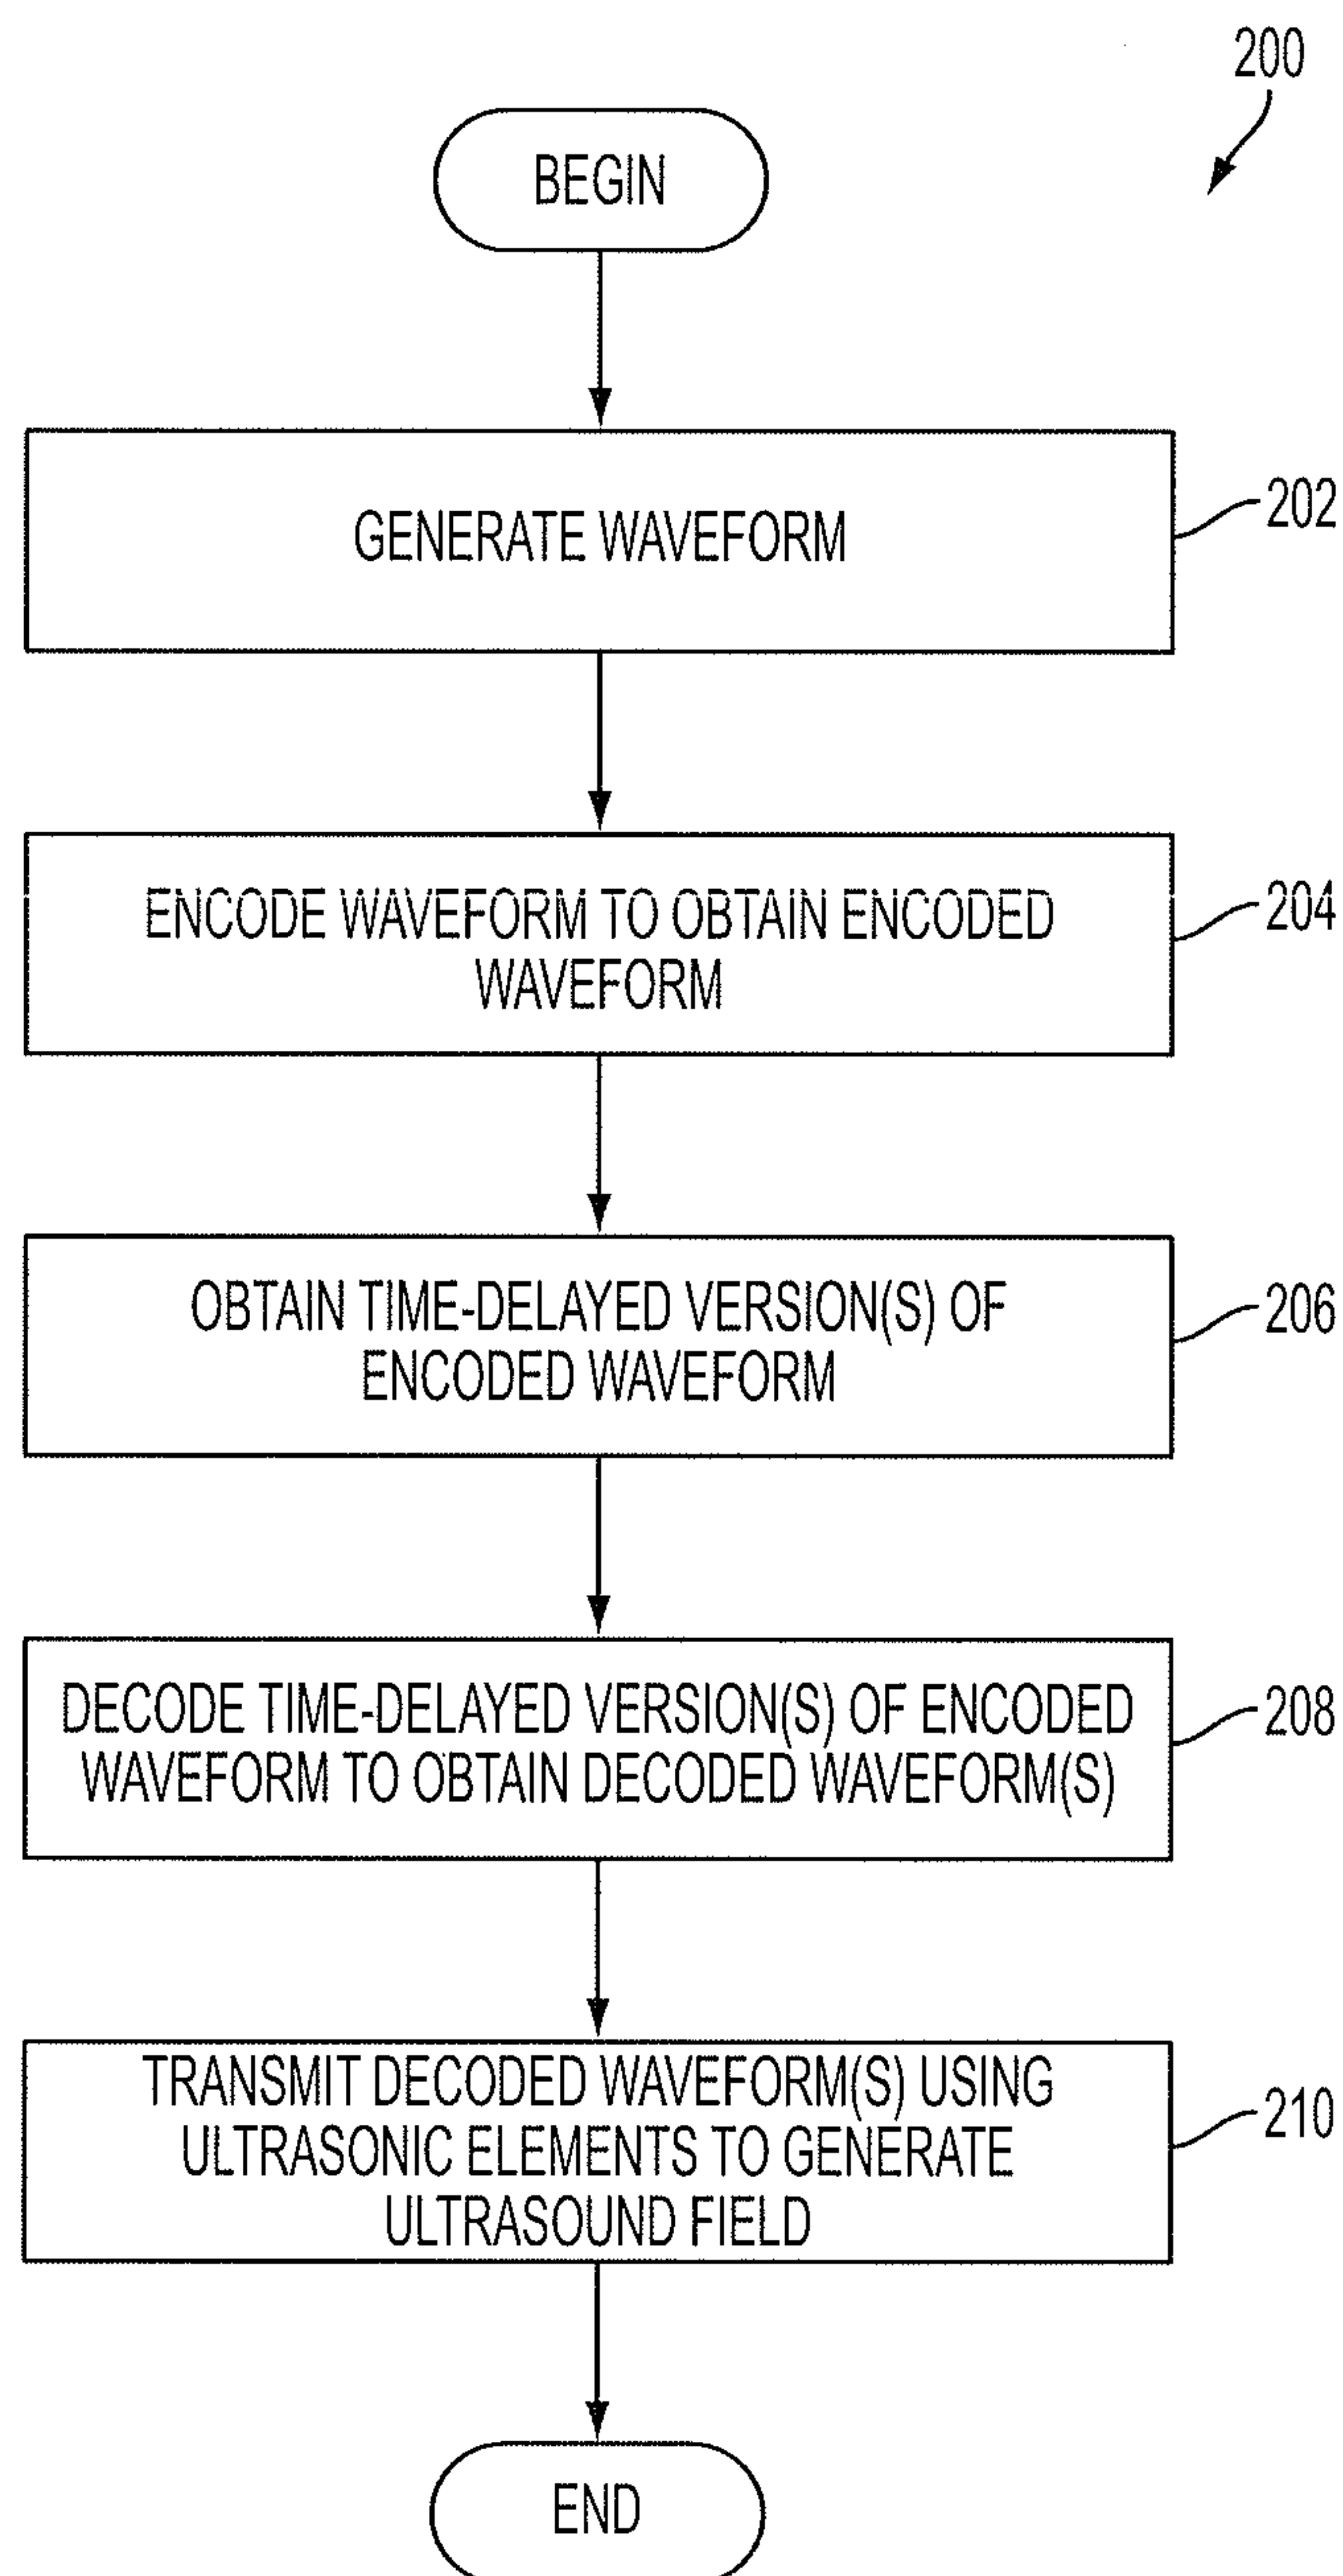 200
BEGIN
GENERATE WAVEFORM
202
ENCODE WAVEFORM TO OBTAIN ENCODED
WAVEFORM
204
OBTAIN TIME-DELAYED VERSION(S) OF
ENCODED WAVEFORM
206
DECODE TIME-DELAYED VERSION(S) OF ENCODED
WAVEFORM TO OBTAIN DECODED WAVEFORM(S)
208
TRANSMIT DECODED WAVEFORM(S) USING
ULTRASONIC ELEMENTS TO GENERATE
ULTRASOUND FIELD
210
END